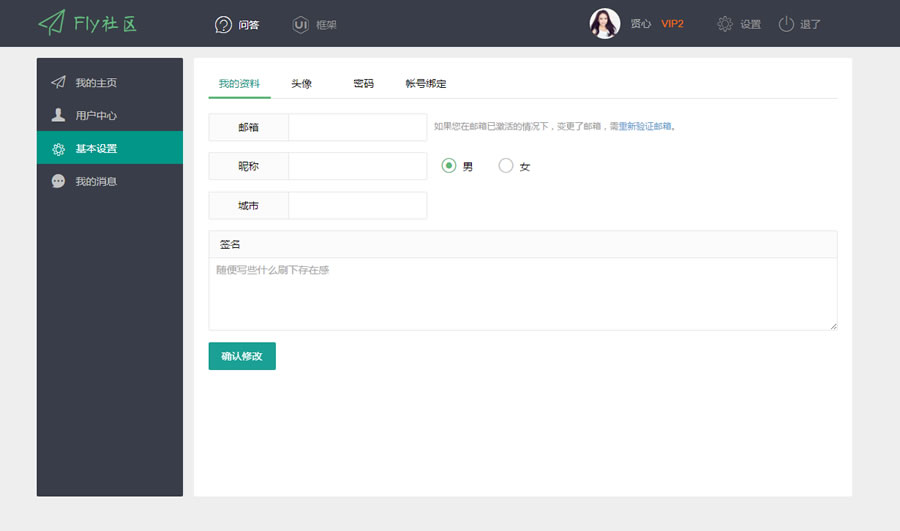 Fly社区 问答 UI 框架 贤心 VIP2 设置 退了
我的主页
用户中心
基本设置
我的消息
我的资料 头像 密码 帐号绑定
邮箱 如果您在邮箱已激活的情况下，变更了邮箱，需重新验证邮箱。
昵称 男 女
城市
签名
随便写些什么刷下存在感
确认修改